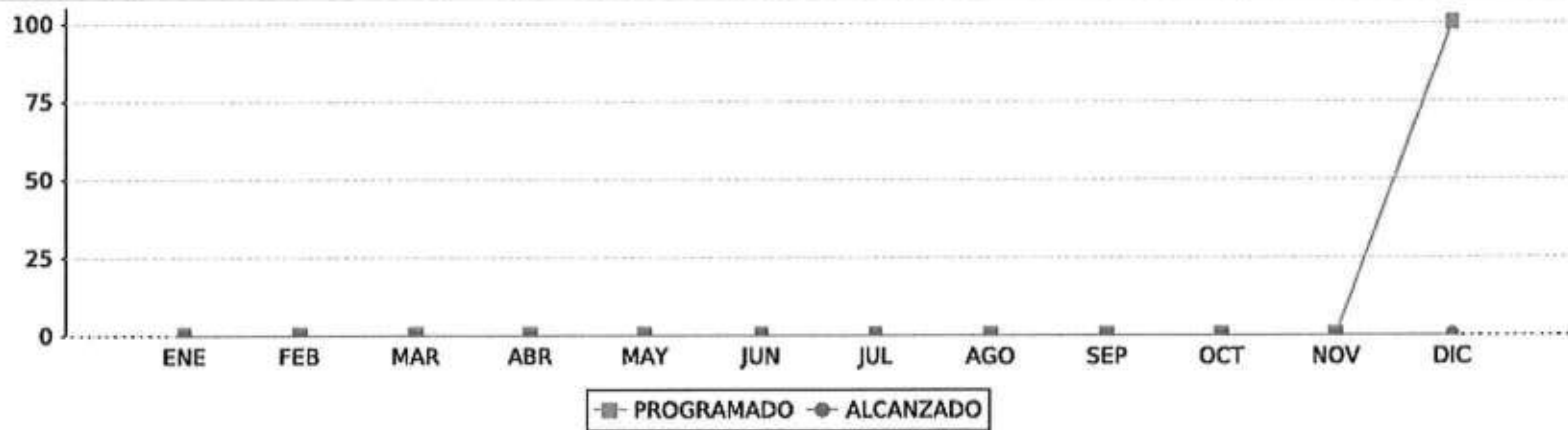 100
75
50
25
0
ENE FEB MAR ABR MAY JUN JUL AGO SEP OCT NOV DIC
PROGRAMADO ALCANZADO